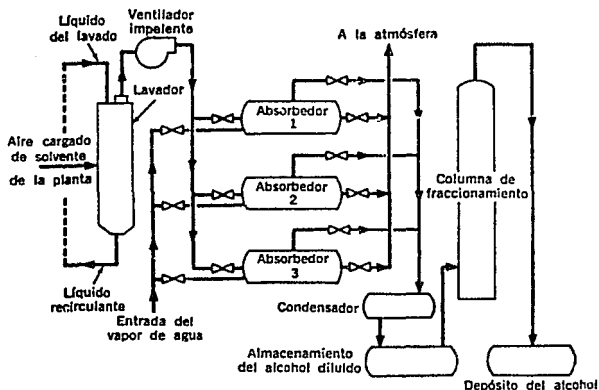 Líquido
del lavado
Ventilador
impelente
A la atmósfera
Lavador
Absorbedor
1
Aire cargado
de solvente
de la planta
Absorbedor
2
Columna de
fraccionamiento
Absorbedor
3
Líquido
recirculante
Entrada del
vapor de agua
Condensador
Almacenamiento
del alcohol diluido
Depósito del alcohol